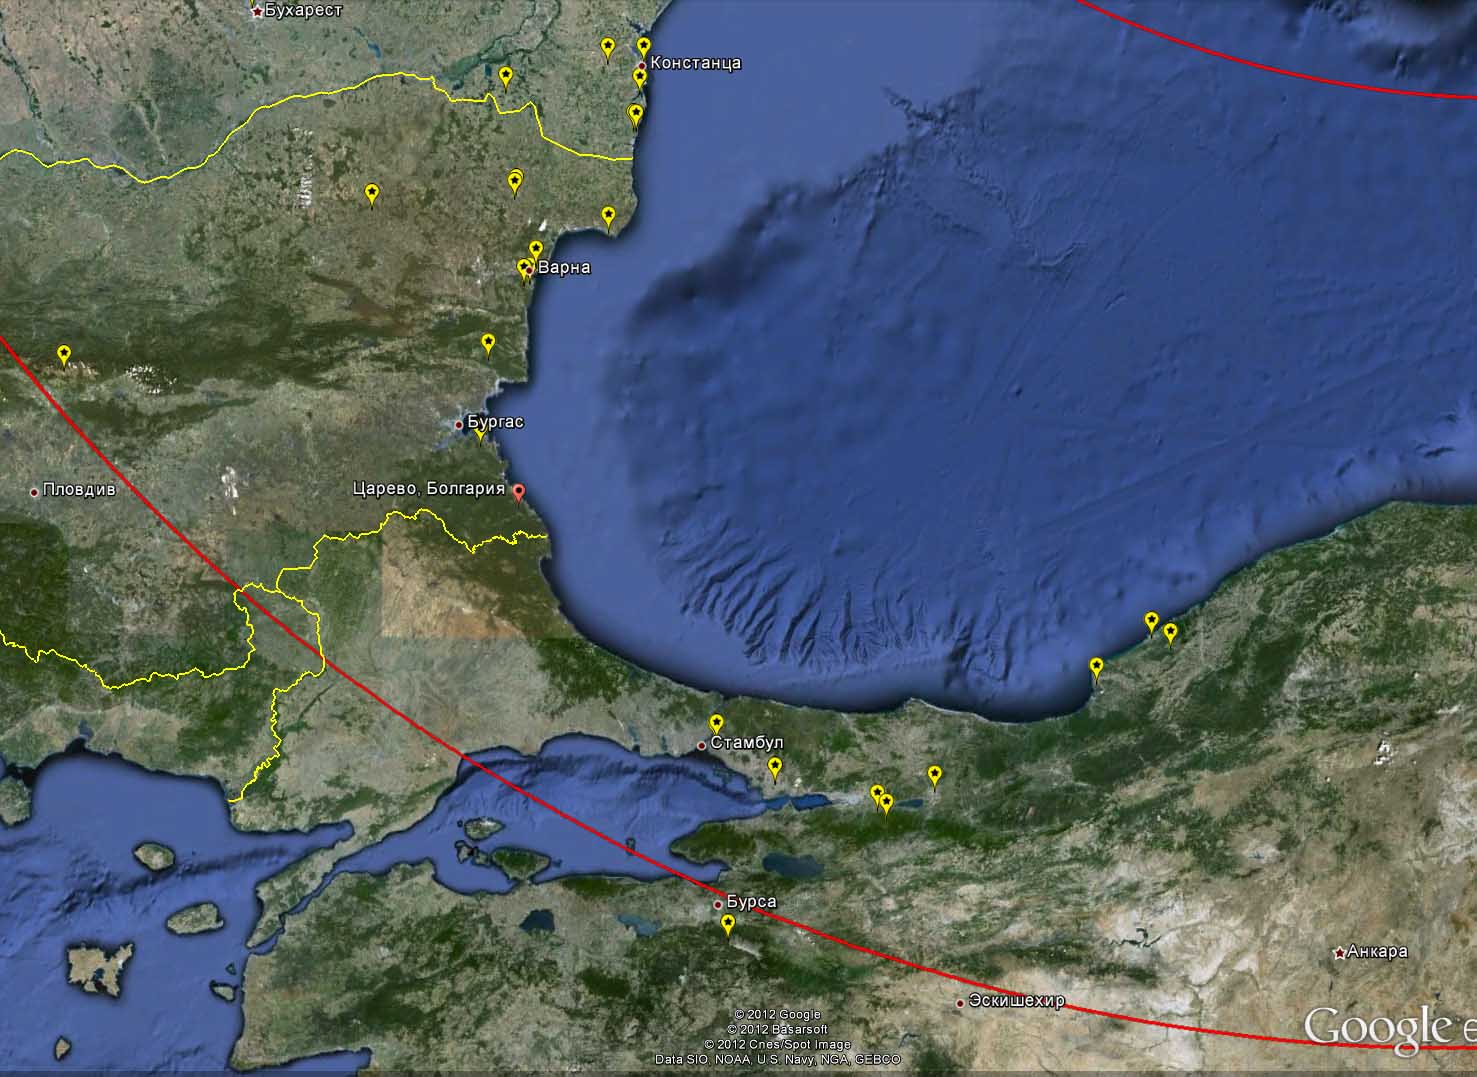 Бухарест
Констанца
Варна
Бургас
Царево, Болгария
Пловдив
Стамбул
Бурса
Анкара
Эскишехир
© 2012 Google
© 2012 Basarsoft
© 2012 Cnes/Spot Image
Data SIO, NOAA, U.S. Navy, NGA, GEBCO
Google e